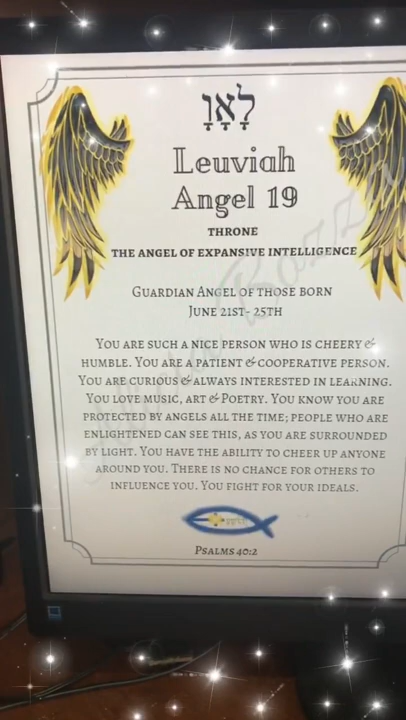 לָאָוָ
Leuviah
Angel 19
THRONE
THE ANGEL OF EXPANSIVE INTELLIGENCE
GUARDIAN ANGEL OF THOSE BORN
JUNE 21ST- 25TH
YOU ARE SUCH A NICE PERSON WHO IS CHEERY &
HUMBLE. YOU ARE A PATIENT & COOPERATIVE PERSON.
YOU ARE CURIOUS & ALWAYS INTERESTED IN LEARNING.
YOU LOVE MUSIC, ART & POETRY. YOU KNOW YOU ARE
PROTECTED BY ANGELS ALL THE TIME; PEOPLE WHO ARE
ENLIGHTENED CAN SEE THIS, AS YOU ARE SURROUNDED
BY LIGHT. YOU HAVE THE ABILITY TO CHEER UP ANYONE
AROUND YOU. THERE IS NO CHANCE FOR OTHERS TO
INFLUENCE YOU. YOU FIGHT FOR YOUR IDEALS.
PSALMS 40:2